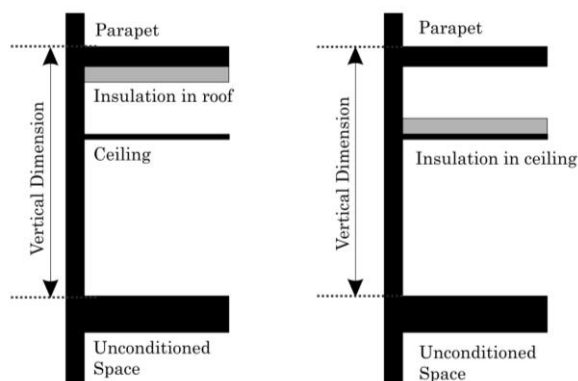 Parapet
Insulation in roof
Ceiling
Vertical Dimension
Unconditioned
Space
Parapet
Insulation in ceiling
Vertical Dimension
Unconditioned
Space